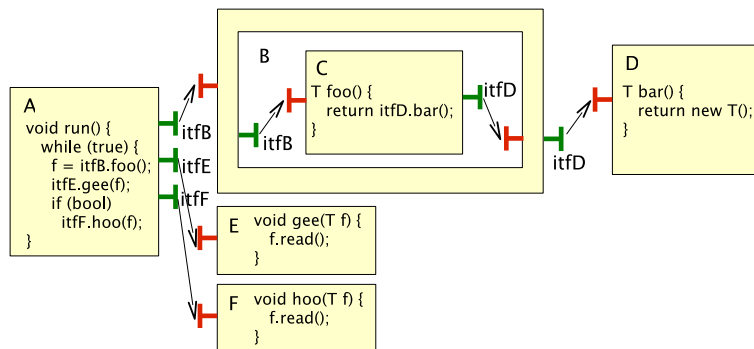 A
void run() {
while (true) {
f = itfB.foo();
itfE.gee(f);
if (bool)
itfF.hoo(f);
}
itfB
itfE
itfF
B
itfB
C
T foo() {
return itfD.bar();
}
itfD
itfD
D
T bar() {
return new T();
}
E
void gee(T f) {
f.read();
}
F
void hoo(T f) {
f.read();
}